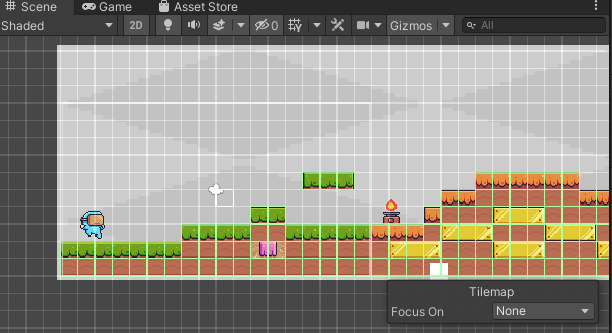 Scene Game Asset Store
Shaded 2D 0 Gizmos All
Tilemap
Focus On None